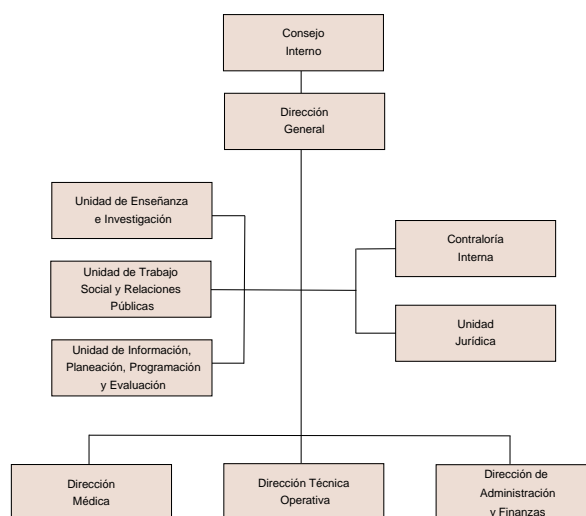 Consejo
Interno
Dirección
General
Unidad de Enseñanza
e Investigación
Unidad de Trabajo
Social y Relaciones
Públicas
Unidad de Información,
Planeación, Programación
y Evaluación
Contraloría
Interna
Unidad
Jurídica
Dirección
Médica
Dirección Técnica
Operativa
Dirección de
Administración
y Finanzas